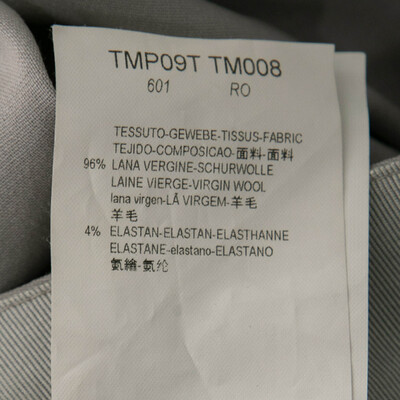 TMP09T TM008
601 RO
TESSUTO-GEWEBE-TISSUS-FABRIC
TEJIDO-COMPOSICAO-面料-面料
96% LANA VERGINE-SCHURWOLLE
LAINE VIERGE-VIRGIN WOOL
lana virgen-LÃ VIRGEM-羊毛
羊毛
4% ELASTAN-ELASTAN-ELASTHANNE
ELASTANE-elastano-ELASTANO
氨綸-氨纶